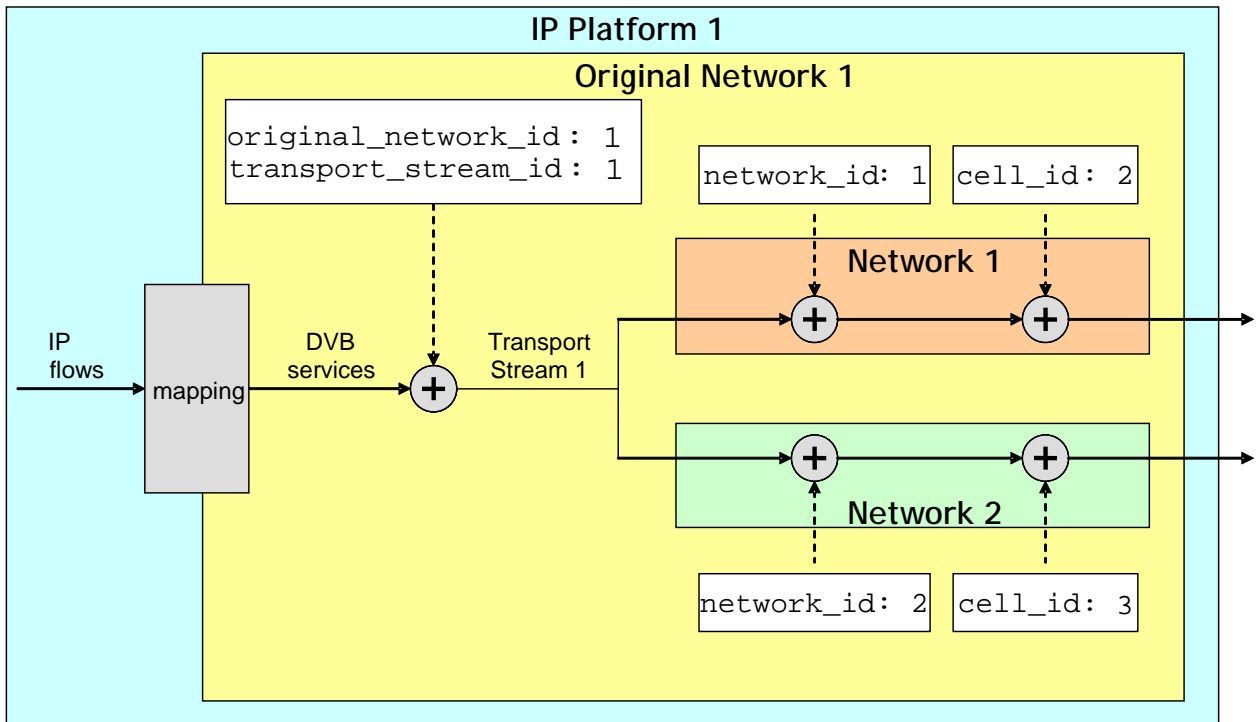 IP Platform 1
Original Network 1
original_network_id: 1
transport_stream_id: 1
network_id: 1
cell_id: 2
Network 1
IP
flows
mapping
DVB
services
Transport
Stream 1
Network 2
network_id: 2
cell_id: 3